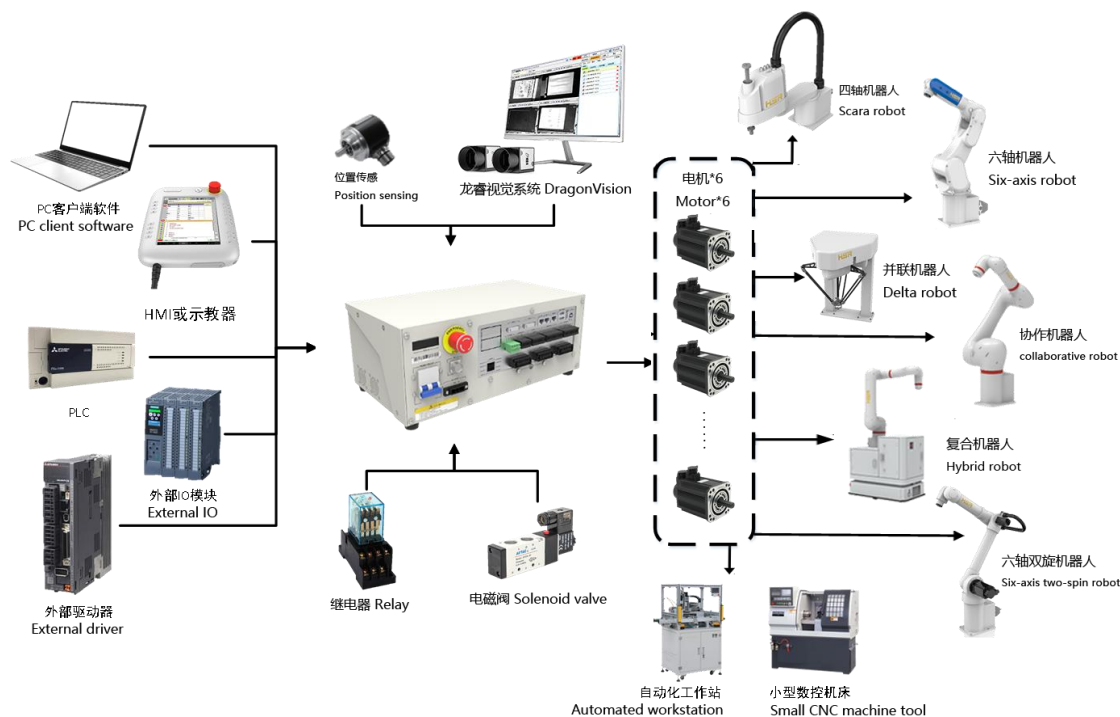 PC客户端软件
PC client software
HMI或示教器
PLC
外部IO模块
External IO
外部驱动器
External driver
位置传感
Position sensing
龙睿视觉系统 DragonVision
继电器 Relay
电磁阀 Solenoid valve
电机*6
Motor*6
四轴机器人
Scara robot
六轴机器人
Six-axis robot
并联机器人
Delta robot
协作机器人
collaborative robot
复合机器人
Hybrid robot
六轴双旋机器人
Six-axis two-spin robot
自动化工作站
Automated workstation
小型数控机床
Small CNC machine tool